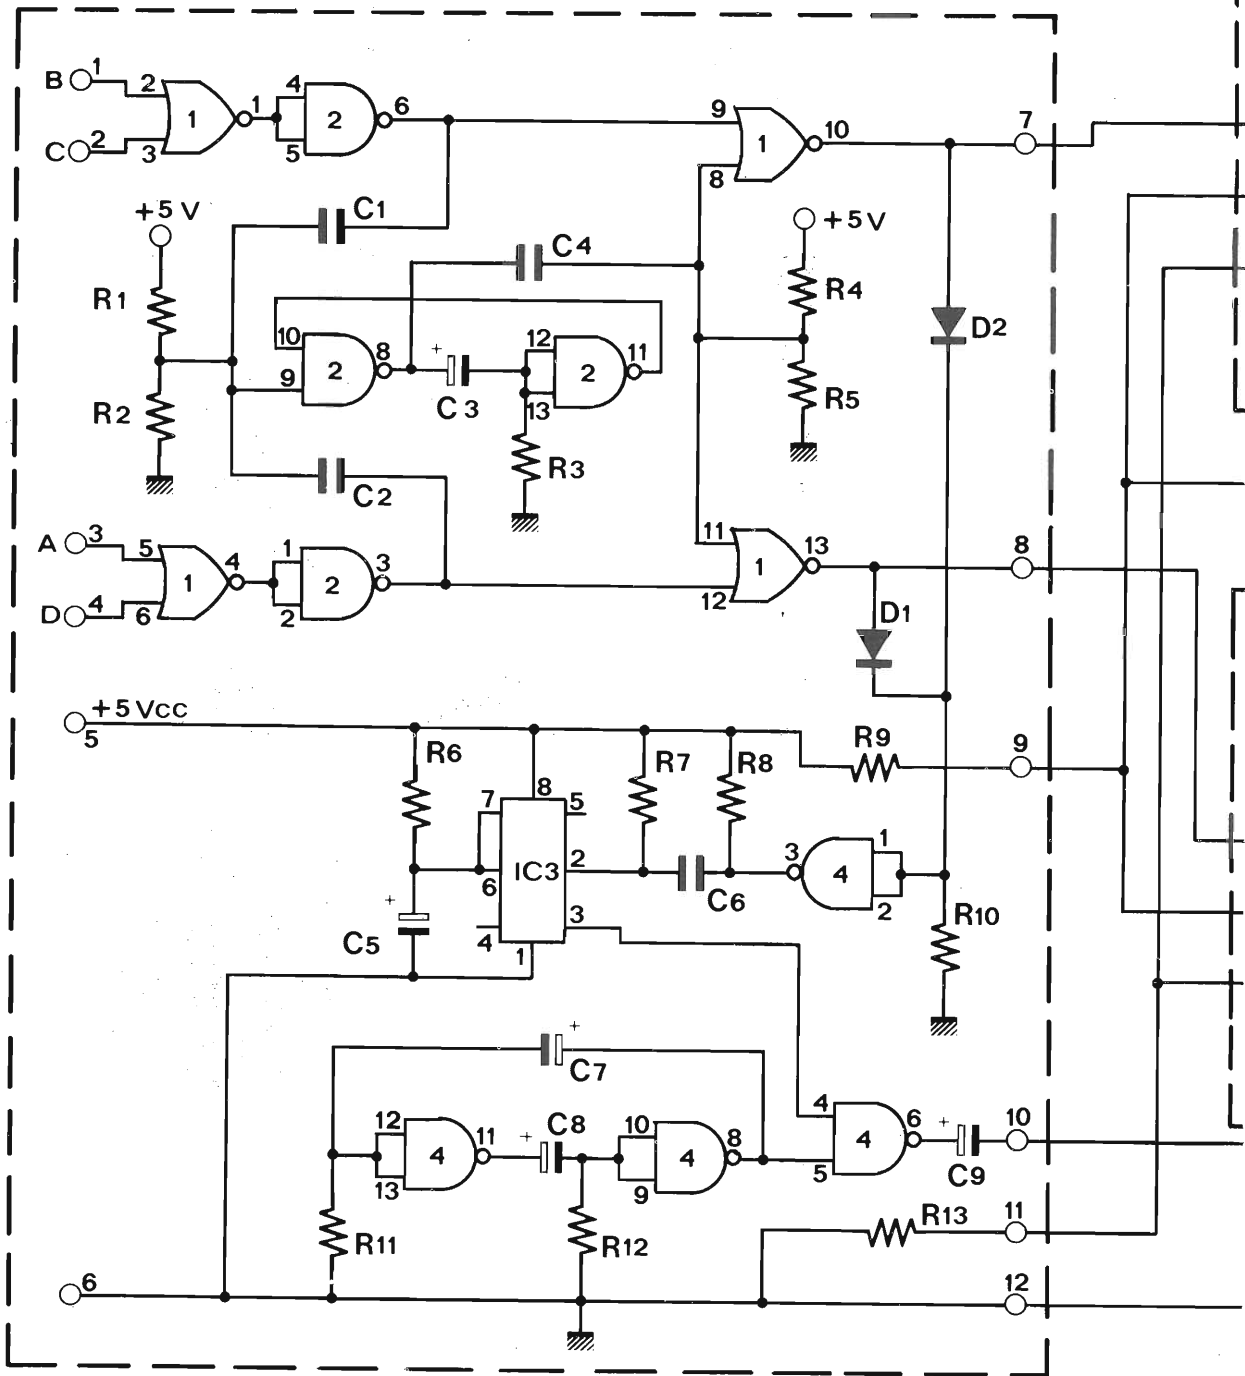 B 1 2 1 1 4 2 6 9 1 10 7
C 2 3 5 8
+5 V C1 +5 V
C4
R1 R4
D2
10 2 8 + 12 2 11
9 C3 13 R5
R2
R3
C2
A 3 5 1 4 1 2 3 11 1 13 8
D 4 6 2 12
D1
+5 Vcc
5 R6 R7 R8 R9 9
7 8 5
IC3 2 3 4 1
6 C6 2
+ 3 R10
C5 4 1
+
C7
12 4 11 + C8 10 4 8 4 4 6 + 10
13 9 5 C9
R11 R12 R13 11
6 12